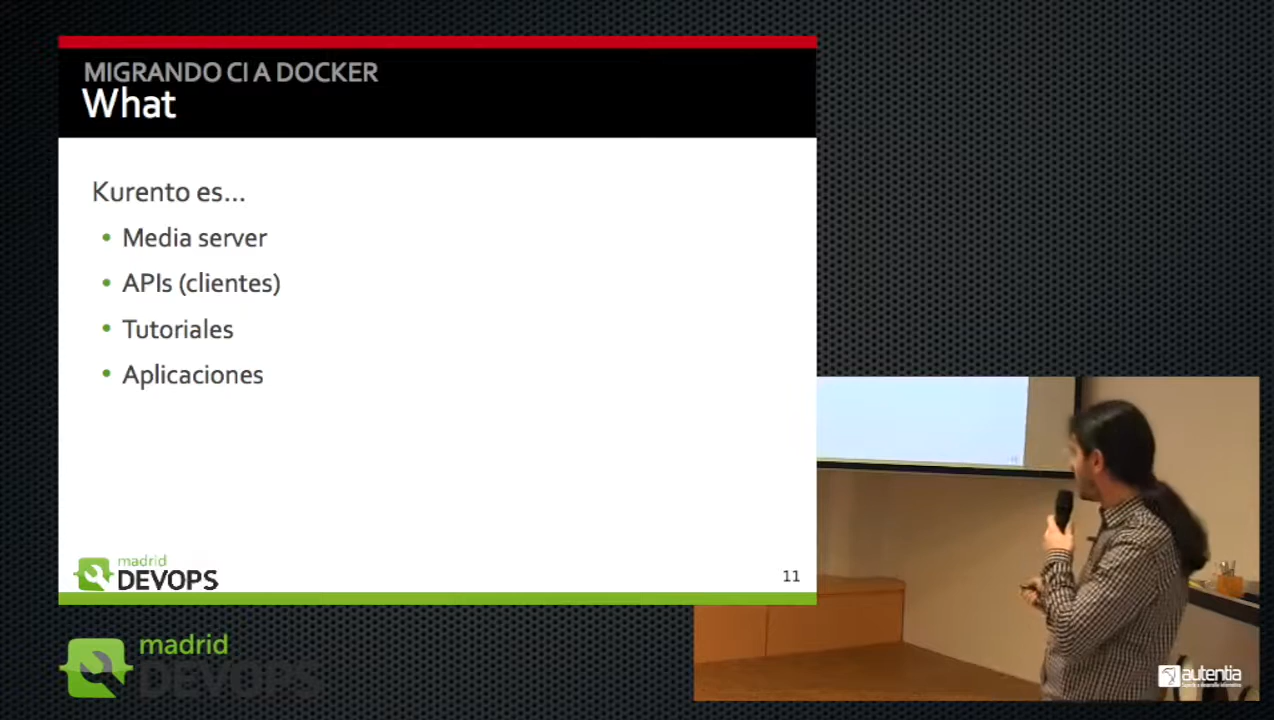 MIGRANDO CI A DOCKER
What
Kurento es...
• Media server
• APIs (clientes)
• Tutoriales
• Aplicaciones
madrid
DEVOPS
11
madrid
DEVOPS
autentia